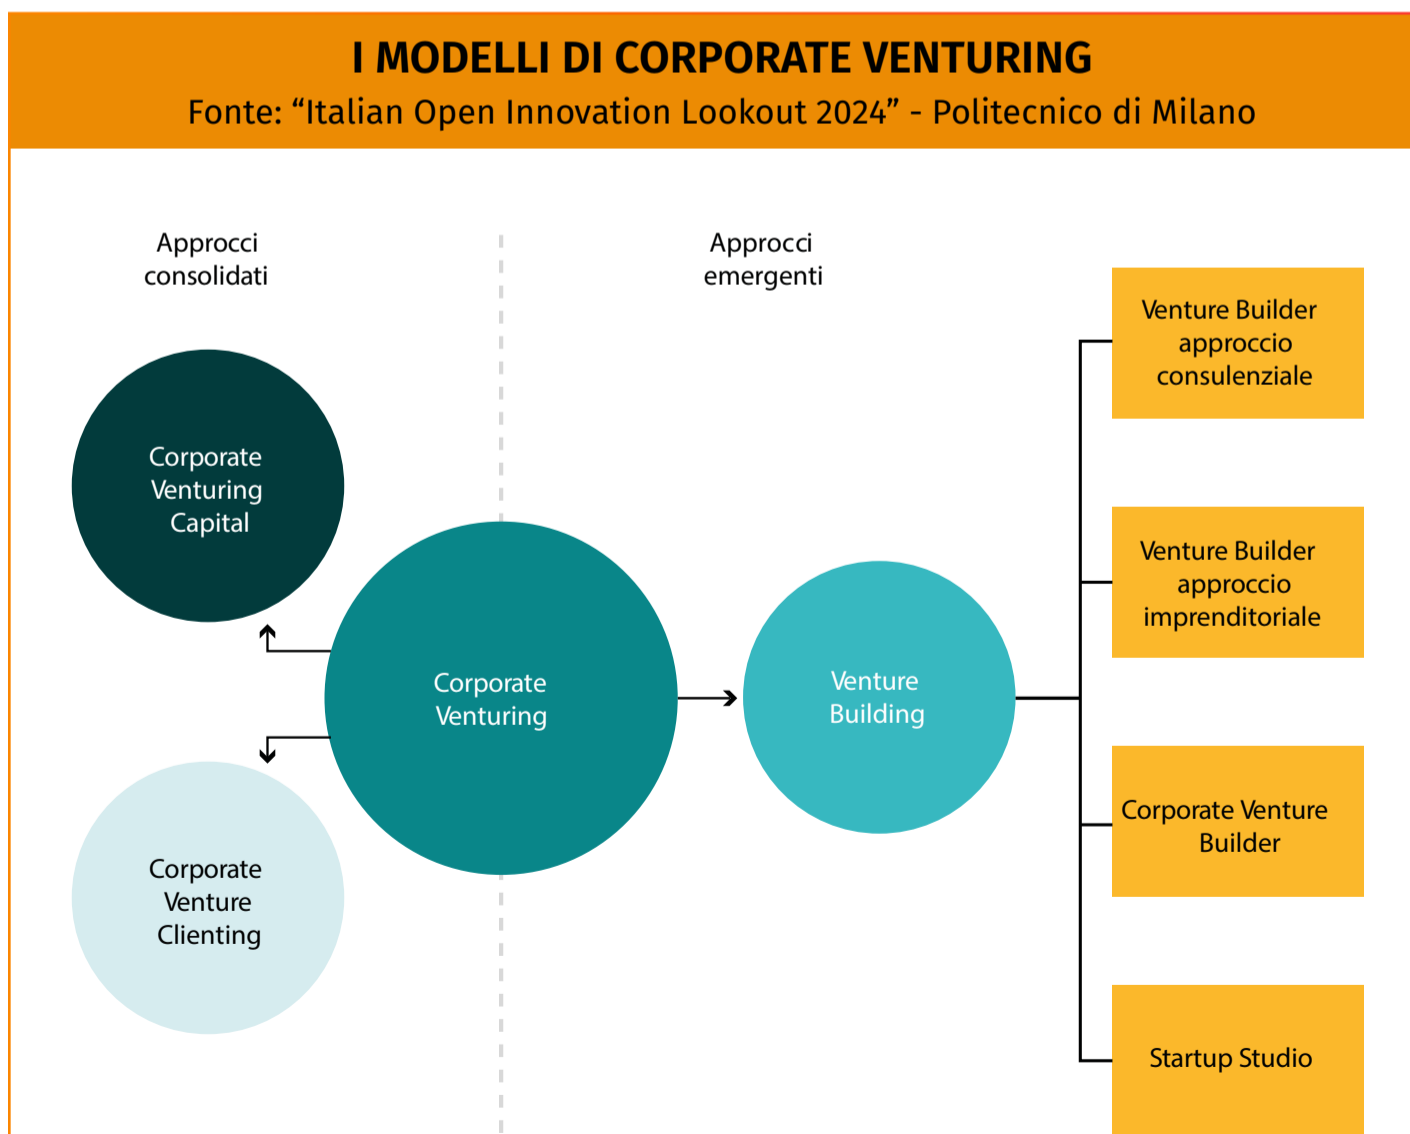 I MODELLI DI CORPORATE VENTURING
Fonte: “Italian Open Innovation Lookout 2024” - Politecnico di Milano
Approcci
consolidati
Approcci
emergenti
Corporate
Venturing
Capital
Corporate
Venturing
Corporate
Venture
Clienting
Venture
Building
Venture Builder
approccio
consulenziale
Venture Builder
approccio
imprenditoriale
Corporate Venture
Builder
Startup Studio